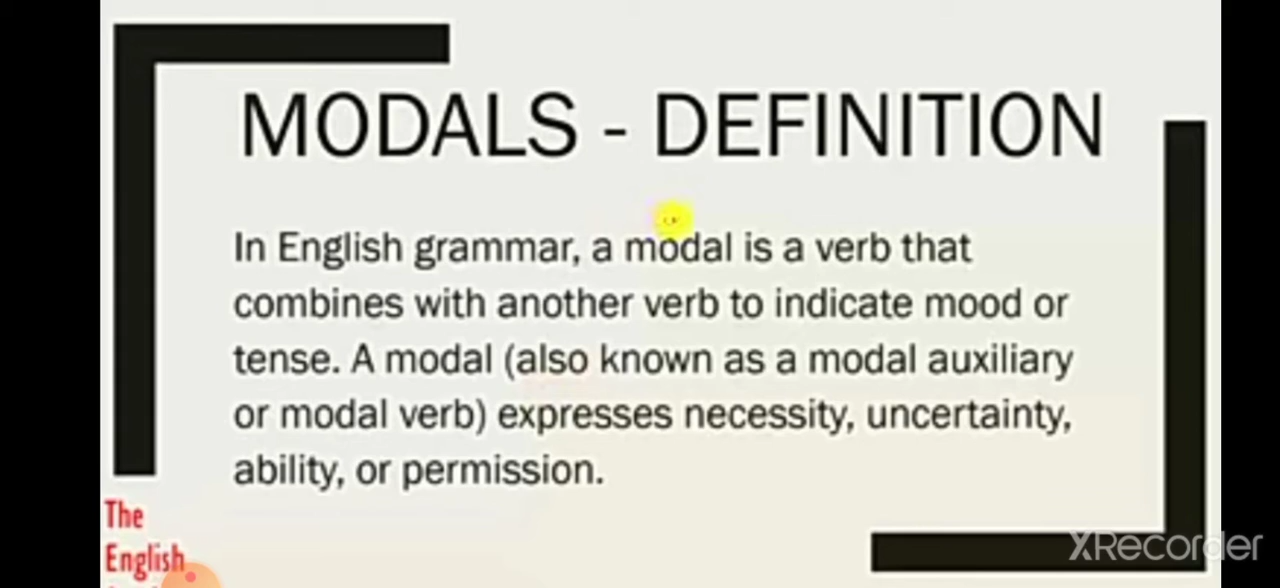 MODALS - DEFINITION
In English grammar, a modal is a verb that
combines with another verb to indicate mood or
tense. A modal (also known as a modal auxiliary
or modal verb) expresses necessity, uncertainty,
ability, or permission.
The
English
XRecorder